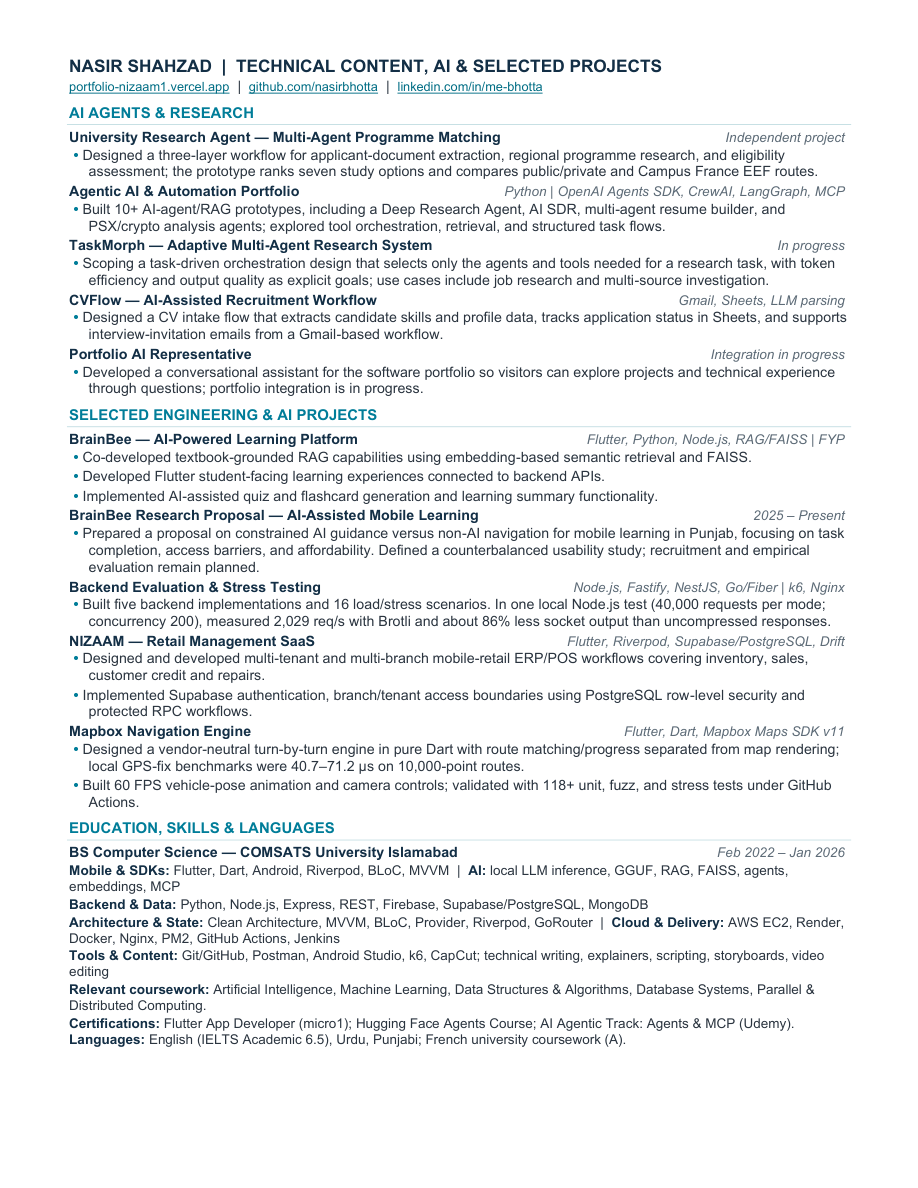 NASIR SHAHZAD | TECHNICAL CONTENT, AI & SELECTED PROJECTS
portfolio-nizaam1.vercel.app | github.com/nasirbhotta | linkedin.com/in/me-bhotta
AI AGENTS & RESEARCH
University Research Agent — Multi-Agent Programme Matching Independent project
• Designed a three-layer workflow for applicant-document extraction, regional programme research, and eligibility
assessment; the prototype ranks seven study options and compares public/private and Campus France EEF routes.
Agentic AI & Automation Portfolio Python | OpenAI Agents SDK, CrewAI, LangGraph, MCP
• Built 10+ AI-agent/RAG prototypes, including a Deep Research Agent, AI SDR, multi-agent resume builder, and
PSX/crypto analysis agents; explored tool orchestration, retrieval, and structured task flows.
TaskMorph — Adaptive Multi-Agent Research System In progress
• Scoping a task-driven orchestration design that selects only the agents and tools needed for a research task, with token
efficiency and output quality as explicit goals; use cases include job research and multi-source investigation.
CVFlow — AI-Assisted Recruitment Workflow Gmail, Sheets, LLM parsing
• Designed a CV intake flow that extracts candidate skills and profile data, tracks application status in Sheets, and supports
interview-invitation emails from a Gmail-based workflow.
Portfolio AI Representative Integration in progress
• Developed a conversational assistant for the software portfolio so visitors can explore projects and technical experience
through questions; portfolio integration is in progress.
SELECTED ENGINEERING & AI PROJECTS
BrainBee — AI-Powered Learning Platform Flutter, Python, Node.js, RAG/FAISS | FYP
• Co-developed textbook-grounded RAG capabilities using embedding-based semantic retrieval and FAISS.
• Developed Flutter student-facing learning experiences connected to backend APIs.
• Implemented AI-assisted quiz and flashcard generation and learning summary functionality.
BrainBee Research Proposal — AI-Assisted Mobile Learning 2025 – Present
• Prepared a proposal on constrained AI guidance versus non-AI navigation for mobile learning in Punjab, focusing on task
completion, access barriers, and affordability. Defined a counterbalanced usability study; recruitment and empirical
evaluation remain planned.
Backend Evaluation & Stress Testing Node.js, Fastify, NestJS, Go/Fiber | k6, Nginx
• Built five backend implementations and 16 load/stress scenarios. In one local Node.js test (40,000 requests per mode;
concurrency 200), measured 2,029 req/s with Brotli and about 86% less socket output than uncompressed responses.
NIZAAM — Retail Management SaaS Flutter, Riverpod, Supabase/PostgreSQL, Drift
• Designed and developed multi-tenant and multi-branch mobile-retail ERP/POS workflows covering inventory, sales,
customer credit and repairs.
• Implemented Supabase authentication, branch/tenant access boundaries using PostgreSQL row-level security and
protected RPC workflows.
Mapbox Navigation Engine Flutter, Dart, Mapbox Maps SDK v11
• Designed a vendor-neutral turn-by-turn engine in pure Dart with route matching/progress separated from map rendering;
local GPS-fix benchmarks were 40.7–71.2 µs on 10,000-point routes.
• Built 60 FPS vehicle-pose animation and camera controls; validated with 118+ unit, fuzz, and stress tests under GitHub
Actions.
EDUCATION, SKILLS & LANGUAGES
BS Computer Science — COMSATS University Islamabad Feb 2022 – Jan 2026
Mobile & SDKs: Flutter, Dart, Android, Riverpod, BLoC, MVVM | AI: local LLM inference, GGUF, RAG, FAISS, agents,
embeddings, MCP
Backend & Data: Python, Node.js, Express, REST, Firebase, Supabase/PostgreSQL, MongoDB
Architecture & State: Clean Architecture, MVVM, BLoC, Provider, Riverpod, GoRouter | Cloud & Delivery: AWS EC2, Render,
Docker, Nginx, PM2, GitHub Actions, Jenkins
Tools & Content: Git/GitHub, Postman, Android Studio, k6, CapCut; technical writing, explainers, scripting, storyboards, video
editing
Relevant coursework: Artificial Intelligence, Machine Learning, Data Structures & Algorithms, Database Systems, Parallel &
Distributed Computing.
Certifications: Flutter App Developer (micro1); Hugging Face Agents Course; AI Agentic Track: Agents & MCP (Udemy).
Languages: English (IELTS Academic 6.5), Urdu, Punjabi; French university coursework (A).